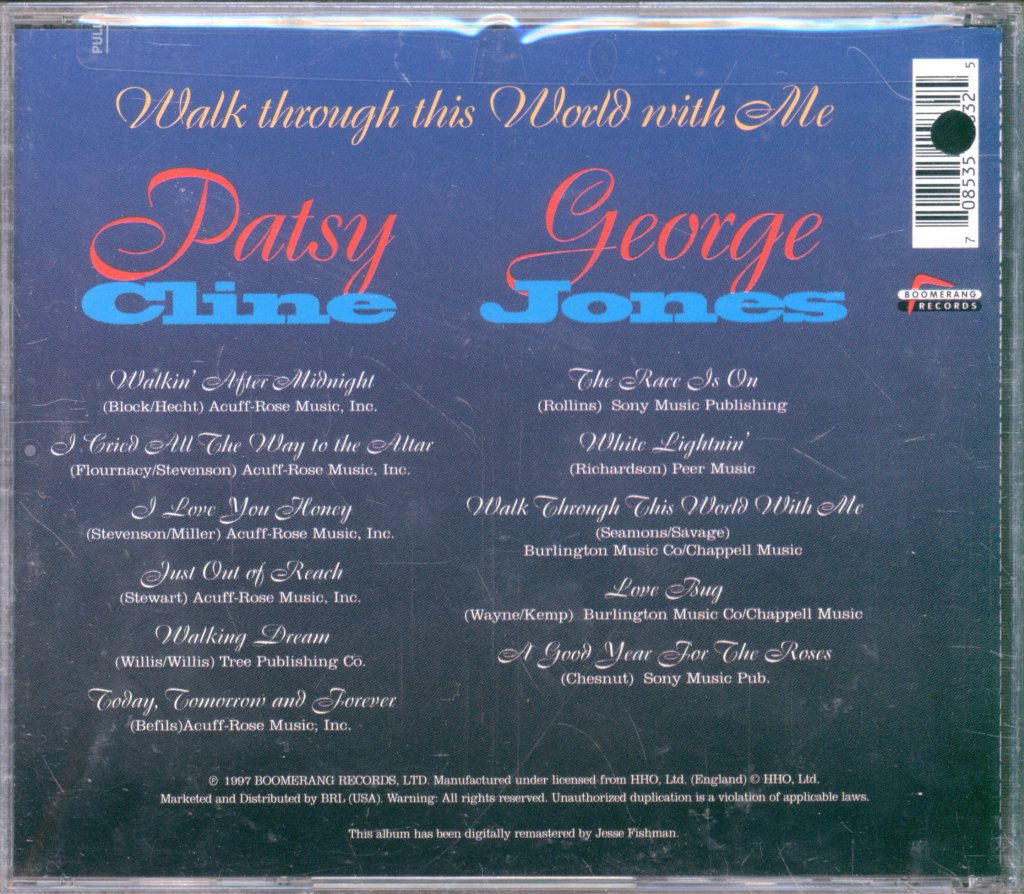 PULL
Walk through this World with Me
Patsy
Cline
Walkin' After Midnight
(Block/Hecht) Acuff-Rose Music, Inc.
I Cried All The Way to the Altar
(Flournacy/Stevenson) Acuff-Rose Music, Inc.
I Love You Honey
(Stevenson/Miller) Acuff-Rose Music, Inc.
Just Out of Reach
(Stewart) Acuff-Rose Music, Inc.
Walking Dream
(Willis/Willis) Tree Publishing Co.
Today, Tomorrow and Forever
(Befils)Acuff-Rose Music, Inc.
George
Jones
The Race Is On
(Rollins) Sony Music Publishing
White Lightnin'
(Richardson) Peer Music
Walk Through This World With Me
(Seamons/Savage)
Burlington Music Co/Chappell Music
Love Bug
(Wayne/Kemp) Burlington Music Co/Chappell Music
A Good Year For The Roses
(Chesnut) Sony Music Pub.
7 08535 32 5
BOOMERANG
RECORDS
℗ 1997 BOOMERANG RECORDS, LTD. Manufactured under licensed from HHO, Ltd. (England) © HHO, Ltd.
Marketed and Distributed by BRL (USA). Warning: All rights reserved. Unauthorized duplication is a violation of applicable laws.
This album has been digitally remastered by Jesse Fishman.